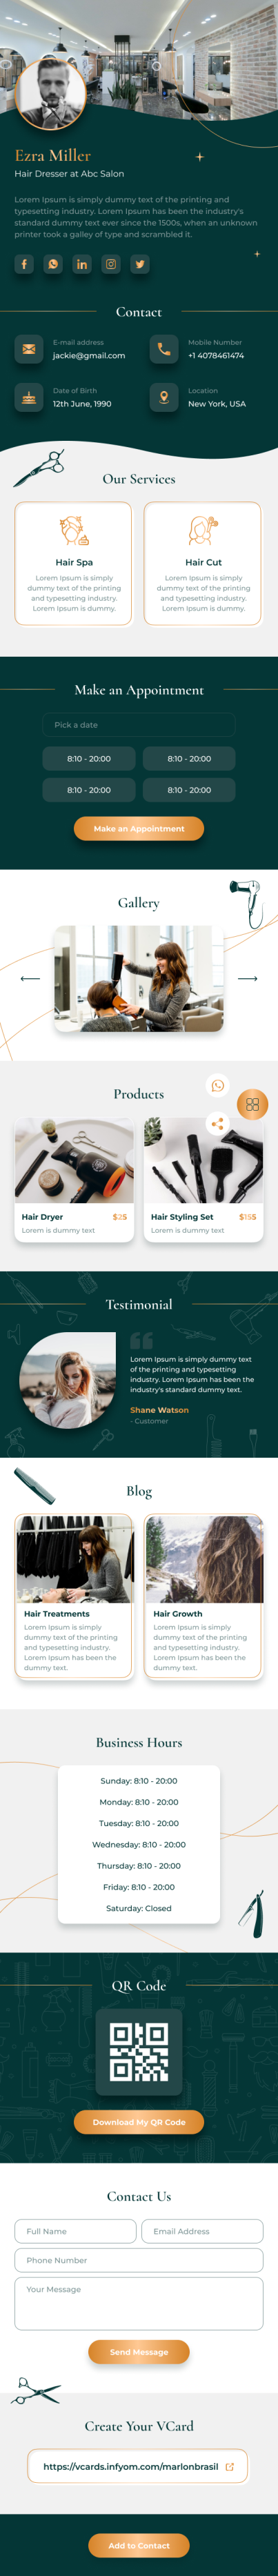 Ezra Miller
Hair Dresser at Abc Salon
Lorem Ipsum is simply dummy text of the printing and
typesetting industry. Lorem Ipsum has been the industry's
standard dummy text ever since the 1500s, when an unknown
printer took a galley of type and scrambled it.
Contact
E-mail address
jackie@gmail.com
Mobile Number
+1 4078461474
Date of Birth
12th June, 1990
Location
New York, USA
Our Services
Hair Spa
Lorem Ipsum is simply
dummy text of the printing
and typesetting industry.
Lorem Ipsum is dummy.
Hair Cut
Lorem Ipsum is simply
dummy text of the printing
and typesetting industry.
Lorem Ipsum is dummy.
Make an Appointment
Pick a date
8:10 - 20:00
8:10 - 20:00
8:10 - 20:00
8:10 - 20:00
Make an Appointment
Gallery
Products
Hair Dryer
$25
Lorem is dummy text
Hair Styling Set
$155
Lorem is dummy text
Testimonial
Lorem Ipsum is simply dummy text
of the printing and typesetting
industry. Lorem Ipsum has been the
industry's standard dummy text.
Shane Watson
- Customer
Blog
Hair Treatments
Lorem Ipsum is simply
dummy text of the printing
and typesetting industry.
Lorem Ipsum has been the
dummy text.
Hair Growth
Lorem Ipsum is simply
dummy text of the printing
and typesetting industry.
Lorem Ipsum has been the
dummy text.
Business Hours
Sunday: 8:10 - 20:00
Monday: 8:10 - 20:00
Tuesday: 8:10 - 20:00
Wednesday: 8:10 - 20:00
Thursday: 8:10 - 20:00
Friday: 8:10 - 20:00
Saturday: Closed
QR Code
Download My QR Code
Contact Us
Full Name
Email Address
Phone Number
Your Message
Send Message
Create Your VCard
https://vcards.infyom.com/marlonbrasil
Add to Contact